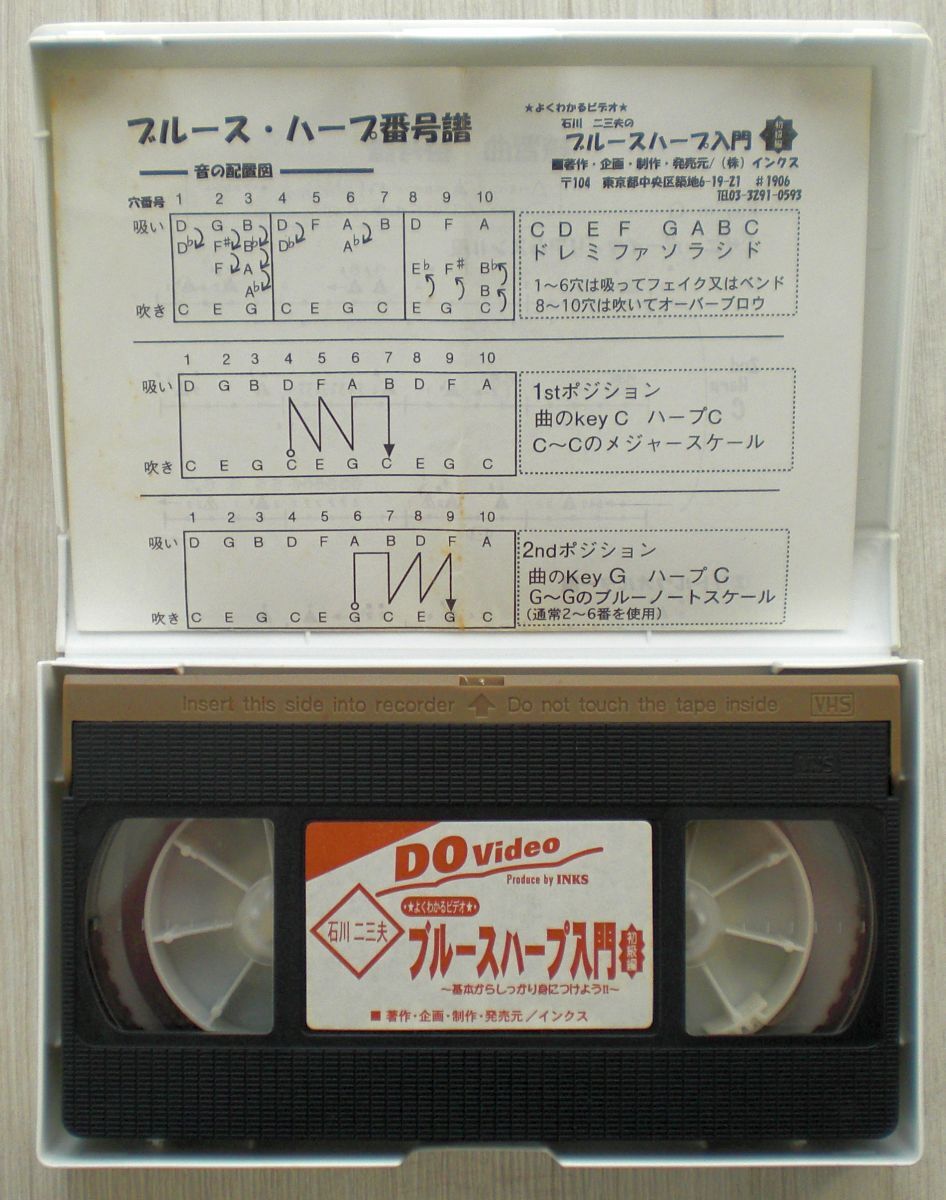 ブルース・ハープ番号譜
★よくわかるビデオ★
石川 二三夫の
ブルースハープ入門
初級編
■著作・企画・制作・発売元/(株)インクス
〒104 東京都中央区築地6-19-21 #1906
TEL03-3291-0593
音の配置図
穴番号 1 2 3 4 5 6 7 8 9 10
吸い D G B D F A B D F A
D♭ F♯ B♭ D♭ A♭
F A E♭ F♯ B♭
A♭ B
吹き C E G C E G C E G C
C D E F G A B C
ド レ ミ ファ ソ ラ シ ド
1〜6穴は吸ってフェイク又はベンド
8〜10穴は吹いてオーバーブロウ
1 2 3 4 5 6 7 8 9 10
吸い D G B D F A B D F A
吹き C E G C E G C E G C
1stポジション
曲のkey C ハープC
C〜Cのメジャースケール
1 2 3 4 5 6 7 8 9 10
吸い D G B D F A B D F A
吹き C E G C E G C E G C
2ndポジション
曲のKey G ハープ C
G〜Gのブルーノートスケール
(通常2〜6番を使用)
Insert this side into recorder Do not touch the tape inside VHS
VHS
DO Video
Produce by INKS
★よくわかるビデオ★
石川 二三夫
ブルースハープ入門
初級編
〜基本からしっかり身につけよう!!〜
■ 著作・企画・制作・発売元/インクス